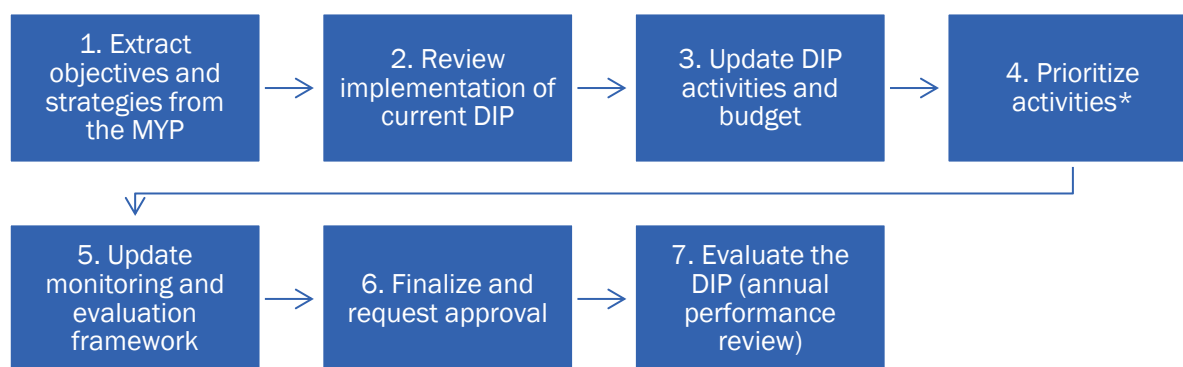 1. Extract
objectives and
strategies from
the MYP
2. Review
implementation of
current DIP
3. Update DIP
activities and
budget
4. Prioritize
activities*
5. Update
monitoring and
evaluation
framework
6. Finalize and
request approval
7. Evaluate the
DIP (annual
performance
review)